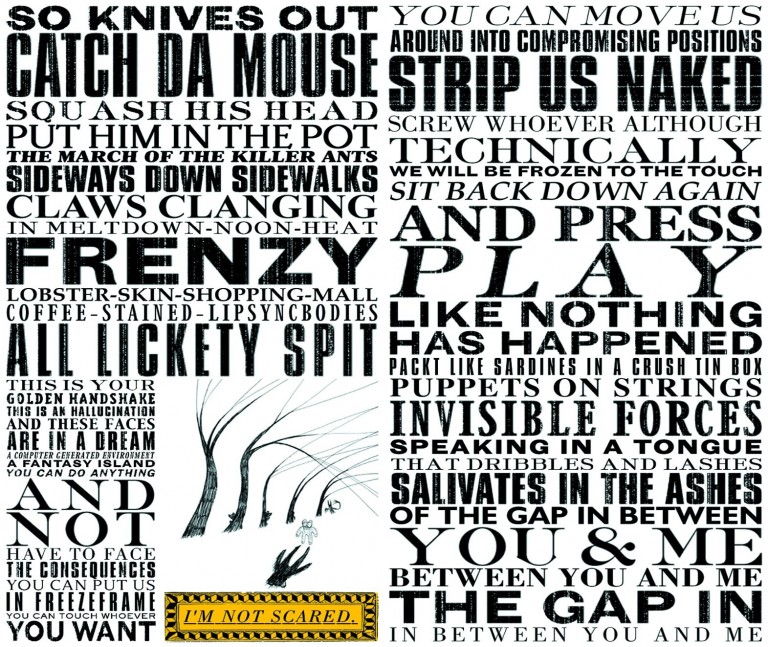 SO KNIVES OUT
CATCH DA MOUSE
SQUASH HIS HEAD
PUT HIM IN THE POT
THE MARCH OF THE KILLER ANTS
SIDEWAYS DOWN SIDEWALKS
CLAWS CLANGING
IN MELTDOWN-NOON-HEAT
FRENZY
LOBSTER-SKIN-SHOPPING-MALL
COFFEE-STAINED-LIPSYNCBODIES
ALL LICKETY SPIT
THIS IS YOUR
GOLDEN HANDSHAKE
THIS IS AN HALLUCINATION
AND THESE FACES
ARE IN A DREAM
A COMPUTER GENERATED ENVIRONMENT
A FANTASY ISLAND
YOU CAN DO ANYTHING
AND
NOT
HAVE TO FACE
THE CONSEQUENCES
YOU CAN PUT US
IN FREEZEFRAME
YOU CAN TOUCH WHOEVER
YOU WANT
I'M NOT SCARED.
YOU CAN MOVE US
AROUND INTO COMPROMISING POSITIONS
STRIP US NAKED
SCREW WHOEVER ALTHOUGH
TECHNICALLY
WE WILL BE FROZEN TO THE TOUCH
SIT BACK DOWN AGAIN
AND PRESS
PLAY
LIKE NOTHING
HAS HAPPENED
PACKT LIKE SARDINES IN A CRUSH TIN BOX
PUPPETS ON STRINGS
INVISIBLE FORCES
SPEAKING IN A TONGUE
THAT DRIBBLES AND LASHES
SALIVATES IN THE ASHES
OF THE GAP IN BETWEEN
YOU & ME
BETWEEN YOU AND ME
THE GAP IN
IN BETWEEN YOU AND ME